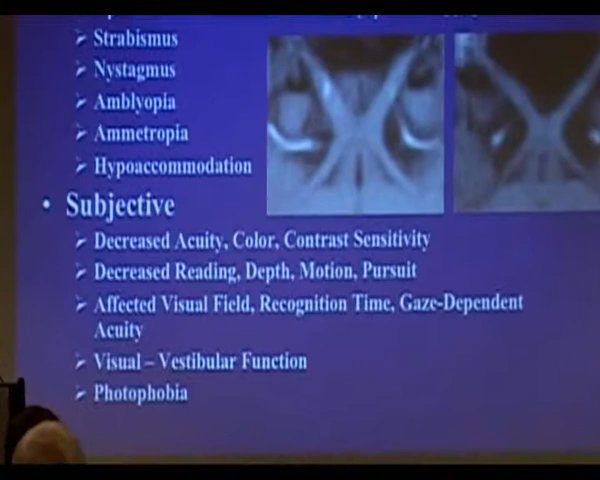 ➢ Strabismus
➢ Nystagmus
➢ Amblyopia
➢ Ammetropia
➢ Hypoaccommodation
• Subjective
➢ Decreased Acuity, Color, Contrast Sensitivity
➢ Decreased Reading, Depth, Motion, Pursuit
➢ Affected Visual Field, Recognition Time, Gaze-Dependent
Acuity
➢ Visual – Vestibular Function
➢ Photophobia